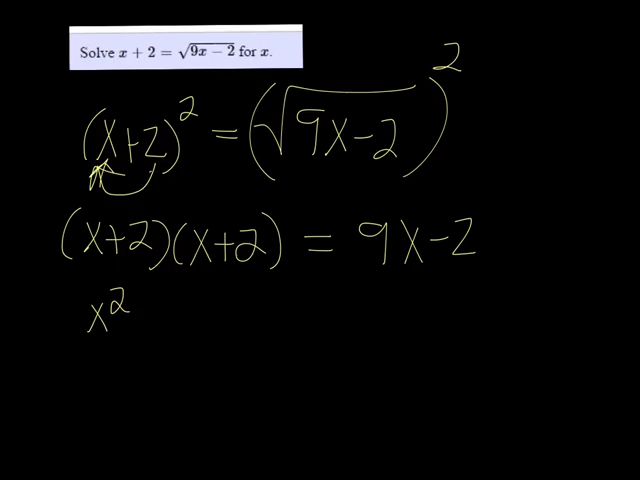 Solve x + 2 = √(9x − 2) for x.
(x+2)² = (√(9x−2))²
(x+2)(x+2) = 9x−2
x²